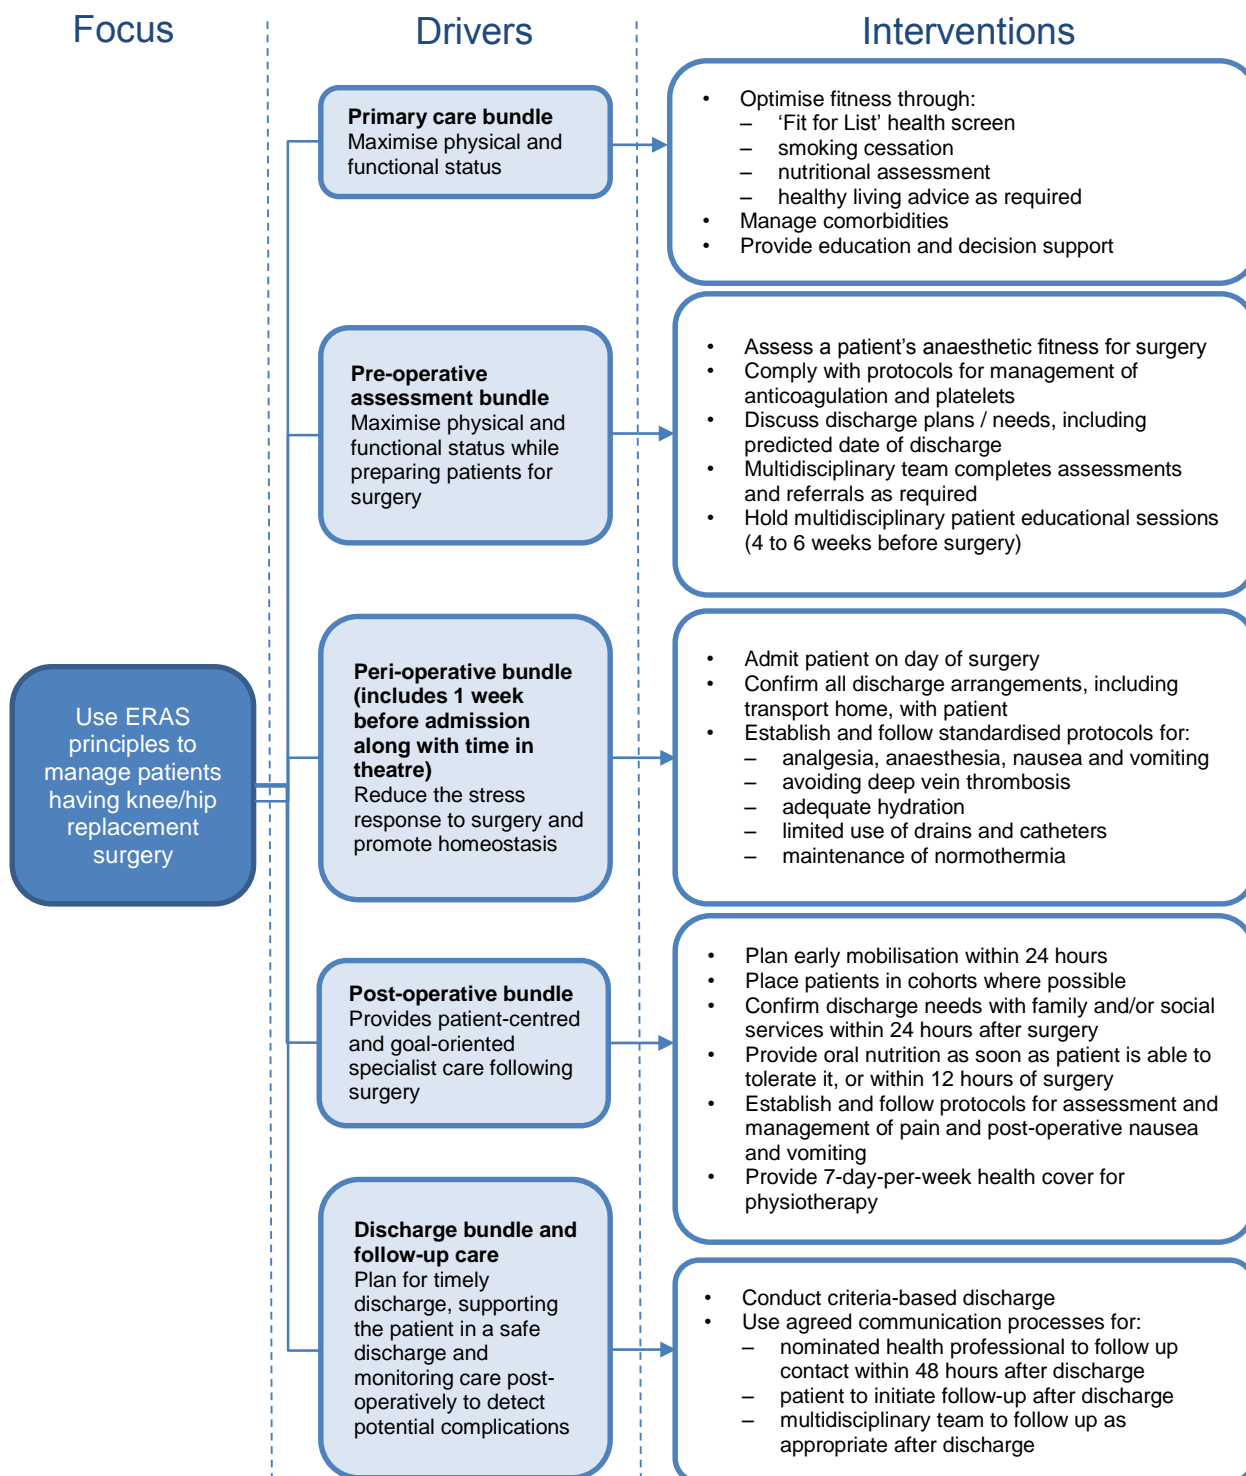 Focus
Drivers
Interventions
Use ERAS
principles to
manage patients
having knee/hip
replacement
surgery
Primary care bundle
Maximise physical and
functional status
• Optimise fitness through:
– ‘Fit for List’ health screen
– smoking cessation
– nutritional assessment
– healthy living advice as required
• Manage comorbidities
• Provide education and decision support
Pre-operative
assessment bundle
Maximise physical and
functional status while
preparing patients for
surgery
• Assess a patient’s anaesthetic fitness for surgery
• Comply with protocols for management of
anticoagulation and platelets
• Discuss discharge plans / needs, including
predicted date of discharge
• Multidisciplinary team completes assessments
and referrals as required
• Hold multidisciplinary patient educational sessions
(4 to 6 weeks before surgery)
Peri-operative bundle
(includes 1 week
before admission
along with time in
theatre)
Reduce the stress
response to surgery and
promote homeostasis
• Admit patient on day of surgery
• Confirm all discharge arrangements, including
transport home, with patient
• Establish and follow standardised protocols for:
– analgesia, anaesthesia, nausea and vomiting
– avoiding deep vein thrombosis
– adequate hydration
– limited use of drains and catheters
– maintenance of normothermia
Post-operative bundle
Provides patient-centred
and goal-oriented
specialist care following
surgery
• Plan early mobilisation within 24 hours
• Place patients in cohorts where possible
• Confirm discharge needs with family and/or social
services within 24 hours after surgery
• Provide oral nutrition as soon as patient is able to
tolerate it, or within 12 hours of surgery
• Establish and follow protocols for assessment and
management of pain and post-operative nausea
and vomiting
• Provide 7-day-per-week health cover for
physiotherapy
Discharge bundle and
follow-up care
Plan for timely
discharge, supporting
the patient in a safe
discharge and
monitoring care post-
operatively to detect
potential complications
• Conduct criteria-based discharge
• Use agreed communication processes for:
– nominated health professional to follow up
contact within 48 hours after discharge
– patient to initiate follow-up after discharge
– multidisciplinary team to follow up as
appropriate after discharge